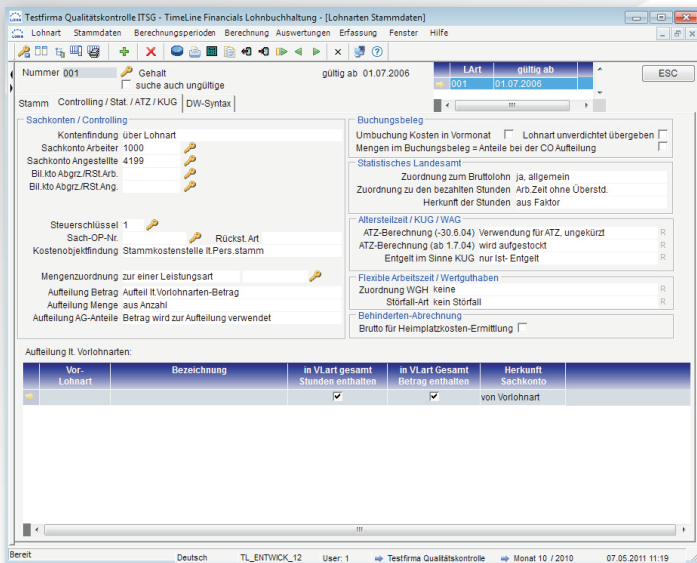 Testfirma Qualitätskontrolle ITSG - TimeLine Financials Lohnbuchhaltung - [Lohnarten Stammdaten]
Lohnart Stammdaten Berechnungsperioden Berechnung Auswertungen Erfassung Fenster Hilfe
Nummer 001 Gehalt gültig ab 01.07.2006
suche auch ungültige
LArt gültig ab
001 01.07.2006
ESC
Stamm Controlling / Stat. / ATZ / KUG DW-Syntax
Sachkonten / Controlling
Kontenfindung über Lohnart
Sachkonto Arbeiter 1000
Sachkonto Angestellte 4199
Bil.kto Abgrz./RSt.Arb.
Bil.kto Abgrz./RSt.Ang.
Steuerschlüssel 1
Sach-OP-Nr. Rückst. Art
Kostenobjektfindung Stammkostenstelle lt.Pers.stamm
Mengenzuordnung zur einer Leistungsart
Aufteilung Betrag Aufteil lt.Vorlohnarten-Betrag
Aufteilung Menge aus Anzahl
Aufteilung AG-Anteile Betrag wird zur Aufteilung verwendet
Buchungsbeleg
Umbuchung Kosten in Vormonat Lohnart unverdichtet übergeben
Mengen im Buchungsbeleg = Anteile bei der CO Aufteilung
Statistisches Landesamt
Zuordnung zum Bruttolohn ja, allgemein
Zuordnung zu den bezahlten Stunden Arb.Zeit ohne Überstd.
Herkunft der Stunden aus Faktor
Altersteilzeit / KUG / WAG
ATZ-Berechnung (-30.6.04) Verwendung für ATZ, ungekürzt R
ATZ-Berechnung (ab 1.7.04) wird aufgestockt R
Entgelt im Sinne KUG nur Ist- Entgelt R
Flexible Arbeitszeit / Wertguthaben
Zuordnung WGH keine R
Störfall-Art kein Störfall R
Behinderten-Abrechnung
Brutto für Heimplatzkosten-Ermittlung
Aufteilung lt. Vorlohnarten:
Vor-Lohnart Bezeichnung in VLart gesamt Stunden enthalten in VLart Gesamt Betrag enthalten Herkunft Sachkonto
von Vorlohnart
Bereit Deutsch TL_ENTWICK_12 User: 1 Testfirma Qualitätskontrolle Monat 10 / 2010 07.05.2011 11:19